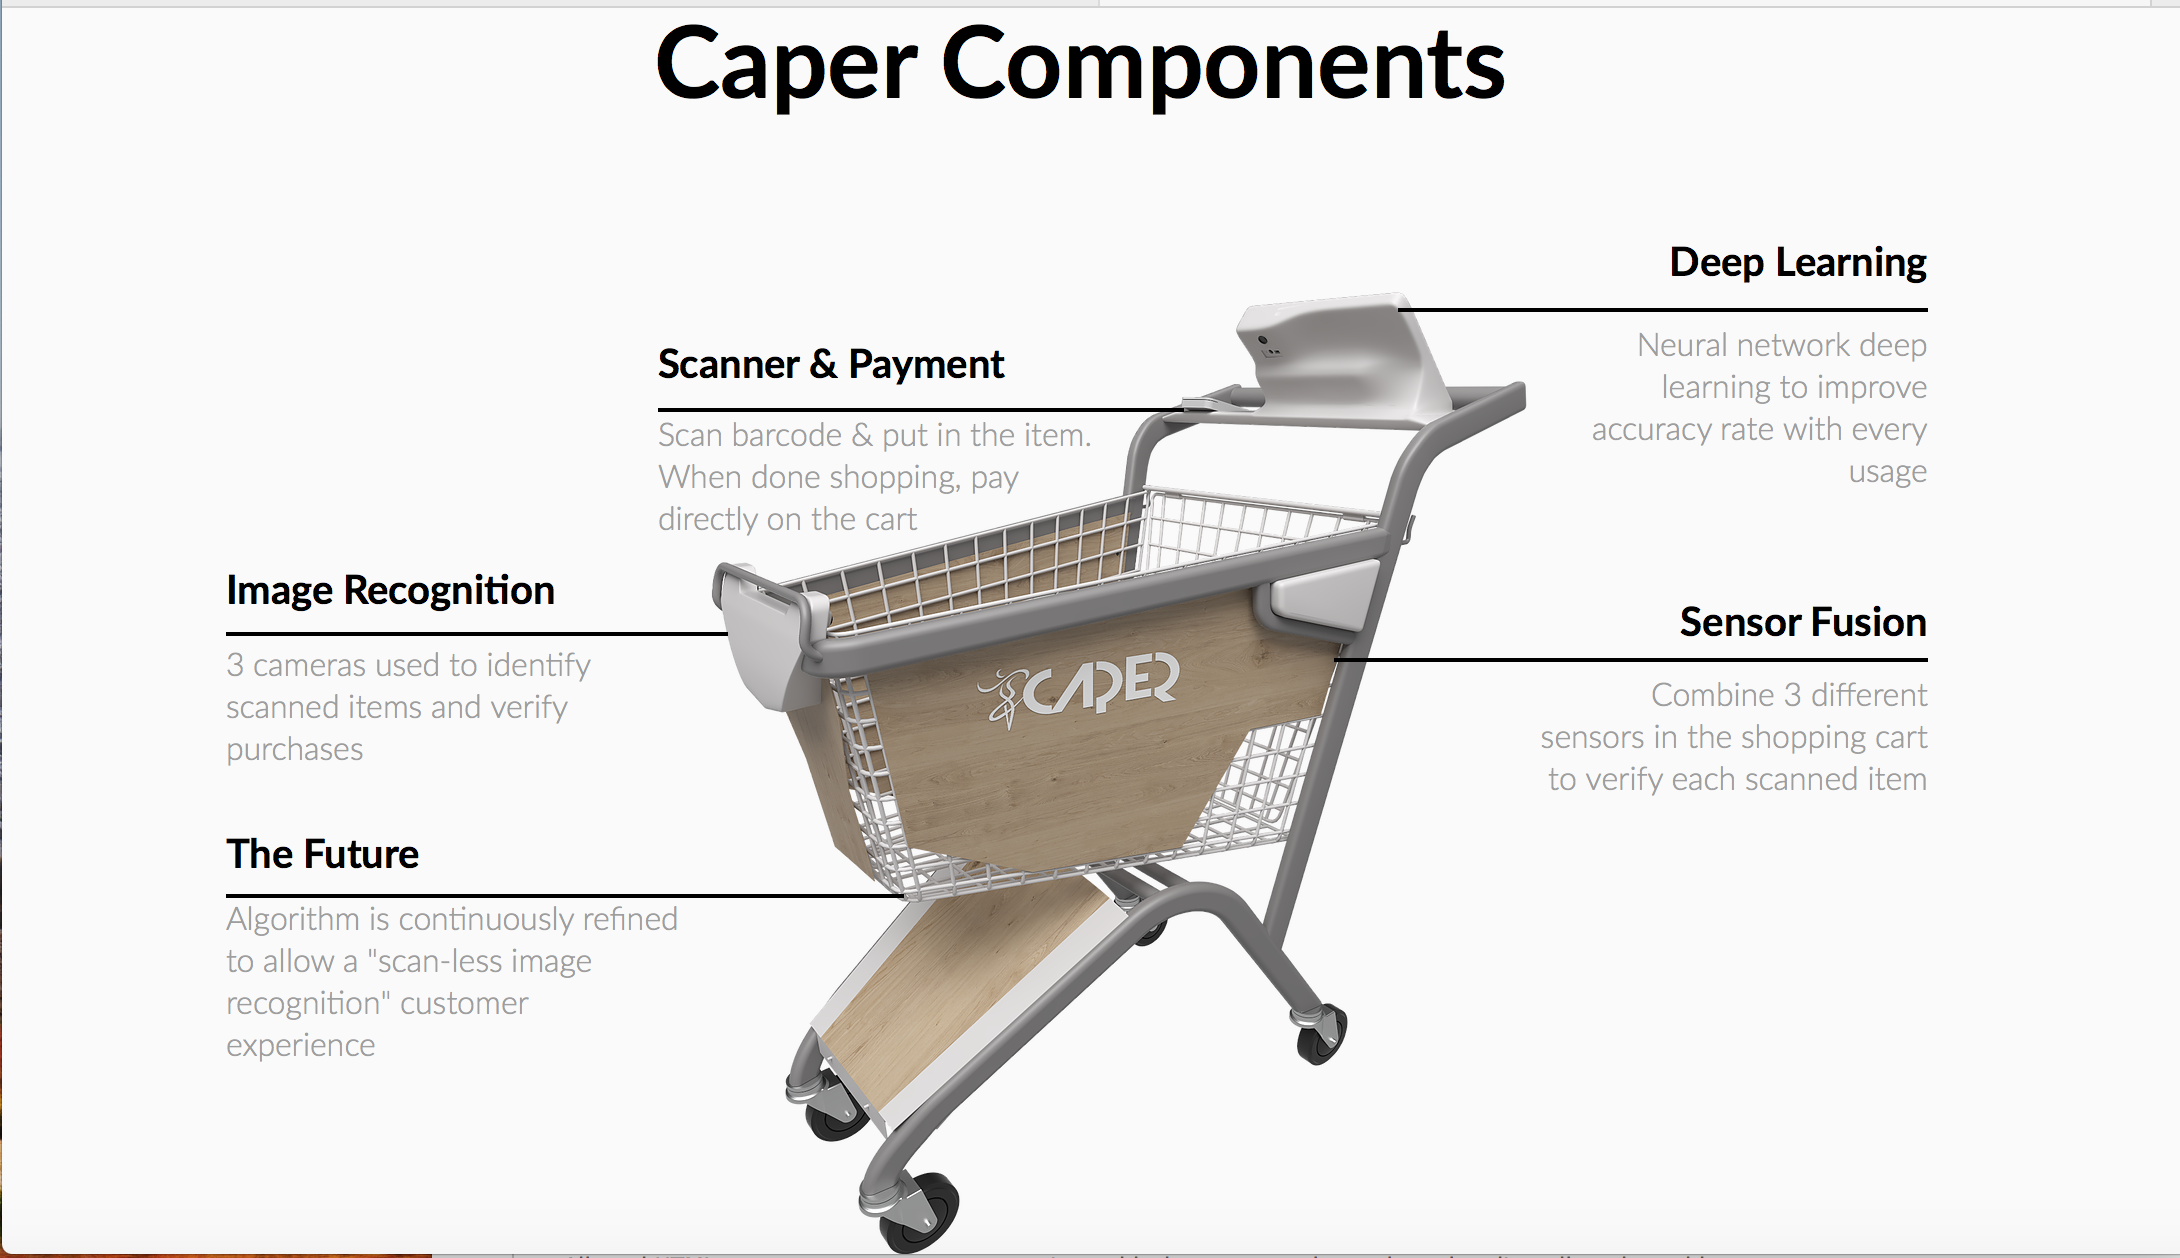 Caper Components
Deep Learning
Neural network deep
learning to improve
accuracy rate with every
usage
Scanner & Payment
Scan barcode & put in the item.
When done shopping, pay
directly on the cart
Image Recognition
3 cameras used to identify
scanned items and verify
purchases
Sensor Fusion
Combine 3 different
sensors in the shopping cart
to verify each scanned item
CAPER
The Future
Algorithm is continuously refined
to allow a "scan-less image
recognition" customer
experience